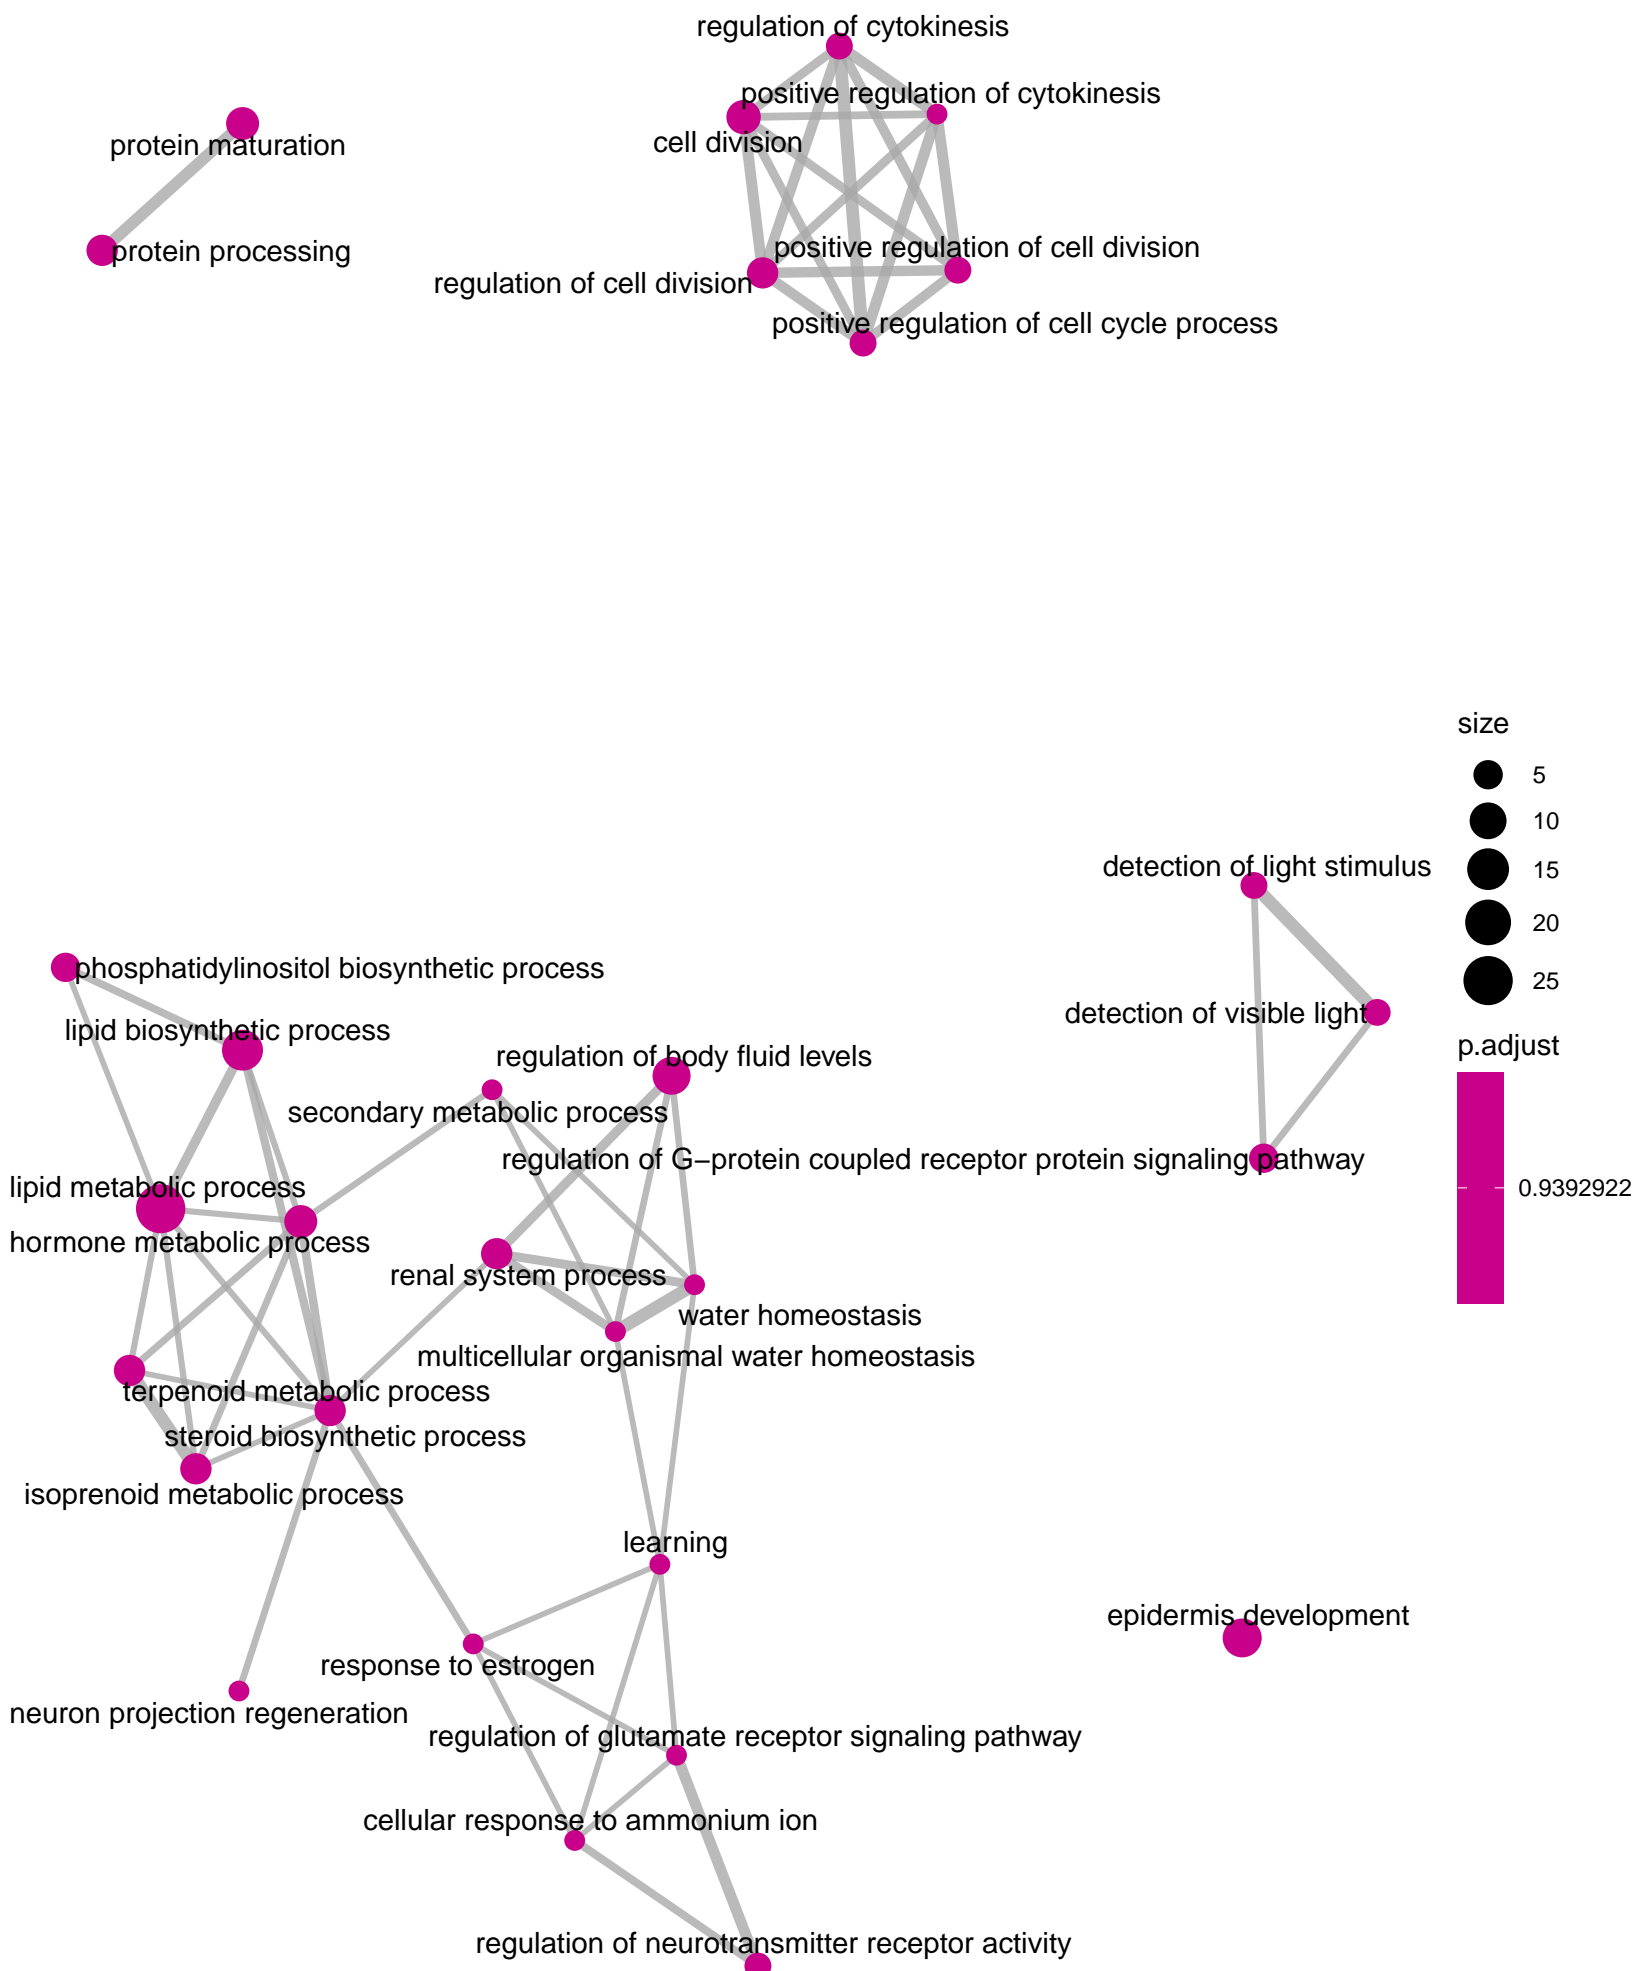 regulation of cytokinesis
positive regulation of cytokinesis
cell division
protein maturation
protein processing
positive regulation of cell division
regulation of cell division
positive regulation of cell cycle process
size
5
10
15
20
25
detection of light stimulus
detection of visible light
regulation of G−protein coupled receptor protein signaling pathway
p.adjust
0.9392922
phosphatidylinositol biosynthetic process
lipid biosynthetic process
regulation of body fluid levels
secondary metabolic process
lipid metabolic process
hormone metabolic process
renal system process
water homeostasis
multicellular organismal water homeostasis
terpenoid metabolic process
steroid biosynthetic process
isoprenoid metabolic process
learning
epidermis development
response to estrogen
neuron projection regeneration
regulation of glutamate receptor signaling pathway
cellular response to ammonium ion
regulation of neurotransmitter receptor activity